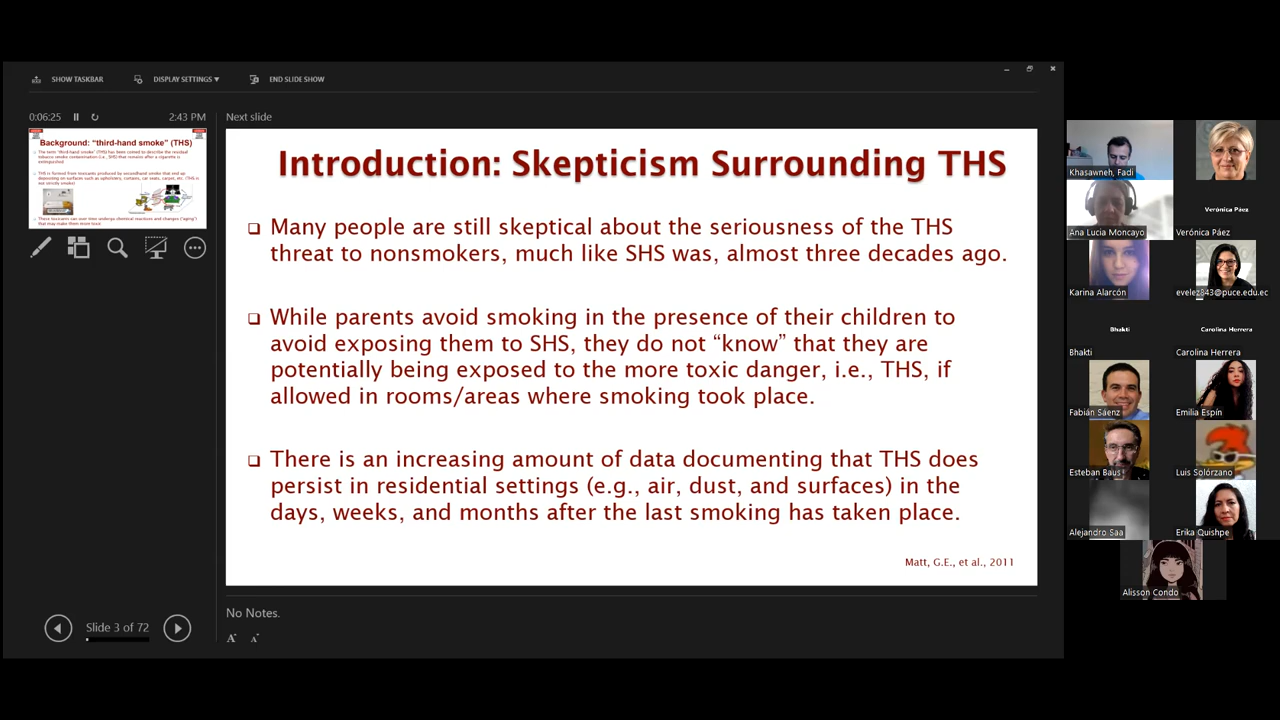 SHOW TASKBAR DISPLAY SETTINGS ▾ END SLIDE SHOW
0:06:25 2:43 PM
Background: "third-hand smoke" (THS)
Next slide
Introduction: Skepticism Surrounding THS
Many people are still skeptical about the seriousness of the THS
threat to nonsmokers, much like SHS was, almost three decades ago.
While parents avoid smoking in the presence of their children to
avoid exposing them to SHS, they do not “know” that they are
potentially being exposed to the more toxic danger, i.e., THS, if
allowed in rooms/areas where smoking took place.
There is an increasing amount of data documenting that THS does
persist in residential settings (e.g., air, dust, and surfaces) in the
days, weeks, and months after the last smoking has taken place.
Matt, G.E., et al., 2011
No Notes.
A A
Slide 3 of 72
Khasawneh, Fadi
Verónica Páez
Ana Lucia Moncayo Verónica Páez
Karina Alarcón evelez843@puce.edu.ec
Bhakti Carolina Herrera
Bhakti Carolina Herrera
Fabián Sáenz Emilia Espín
Esteban Baus Luis Solórzano
Alejandro Saa Erika Quishpe
Alisson Condo